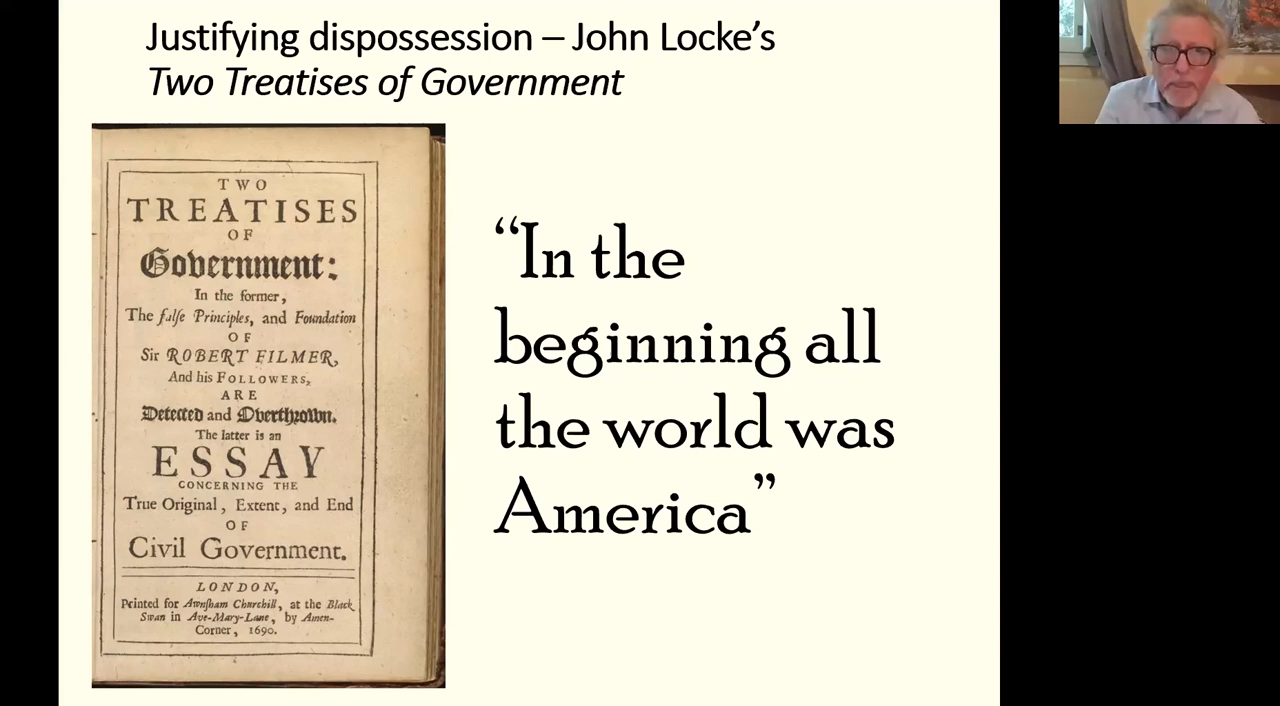 Justifying dispossession – John Locke's
Two Treatises of Government
TWO
TREATISES
OF
Government:
In the former,
The falſe Principles, and Foundation
OF
Sir ROBERT FILMER,
And his FOLLOWERS,
ARE
Detected and Overthrown.
The latter is an
ESSAY
CONCERNING THE
True Original, Extent, and End
OF
Civil Government.
LONDON,
Printed for Awnſham Churchill, at the Black
Swan in Ave-Mary-Lane, by Amen-
Corner, 1690.
“In the
beginning all
the world was
America”